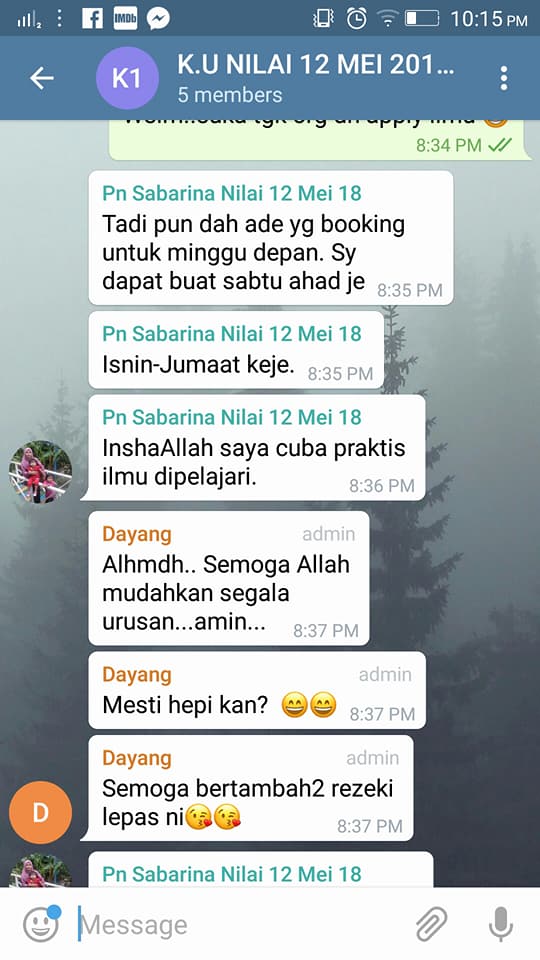 IMDb
10:15 PM
K1
K.U NILAI 12 MEI 201...
5 members
8:34 PM
Pn Sabarina Nilai 12 Mei 18
Tadi pun dah ade yg booking
untuk minggu depan. Sy
dapat buat sabtu ahad je
8:35 PM
Pn Sabarina Nilai 12 Mei 18
Isnin-Jumaat keje.
8:35 PM
Pn Sabarina Nilai 12 Mei 18
InshaAllah saya cuba praktis
ilmu dipelajari.
8:36 PM
Dayang admin
Alhmdh.. Semoga Allah
mudahkan segala
urusan...amin...
8:37 PM
Dayang admin
Mesti hepi kan? 😄😄
8:37 PM
Dayang admin
Semoga bertambah2 rezeki
lepas ni😘😘
8:37 PM
D
Pn Sabarina Nilai 12 Mei 18
Message